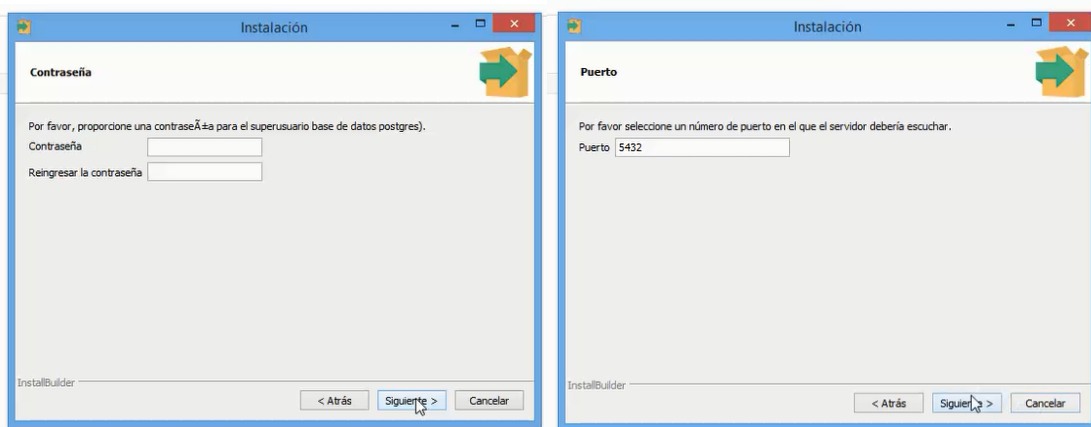 Instalación
Contraseña
Por favor, proporcione una contraseÃ±a para el superusuario base de datos postgres).
Contraseña
Reingresar la contraseña
InstallBuilder
< Atrás
Siguiente >
Cancelar
Instalación
Puerto
Por favor seleccione un número de puerto en el que el servidor debería escuchar.
Puerto 5432
InstallBuilder
< Atrás
Siguiente >
Cancelar